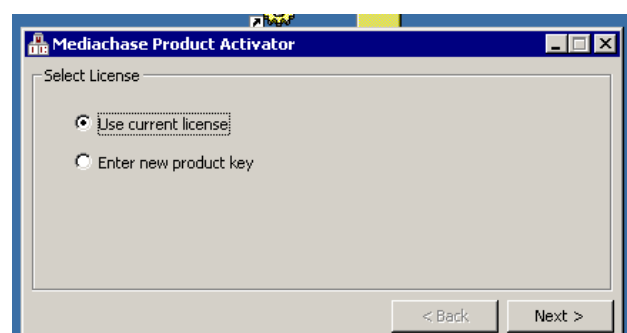 Mediachase Product Activator
Select License
Use current license
Enter new product key
< Back Next >